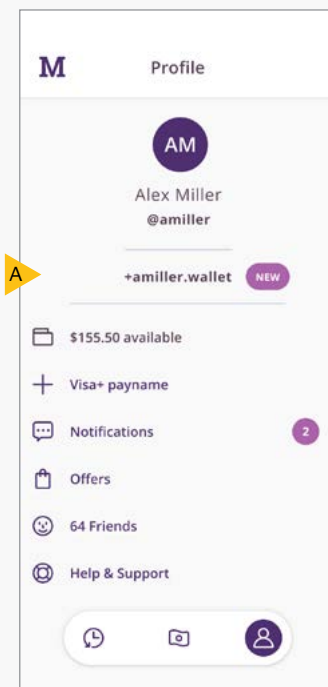 M Profile
AM
Alex Miller
@amiller
A +amiller.wallet NEW
$155.50 available
Visa+ payname
Notifications 2
Offers
64 Friends
Help & Support